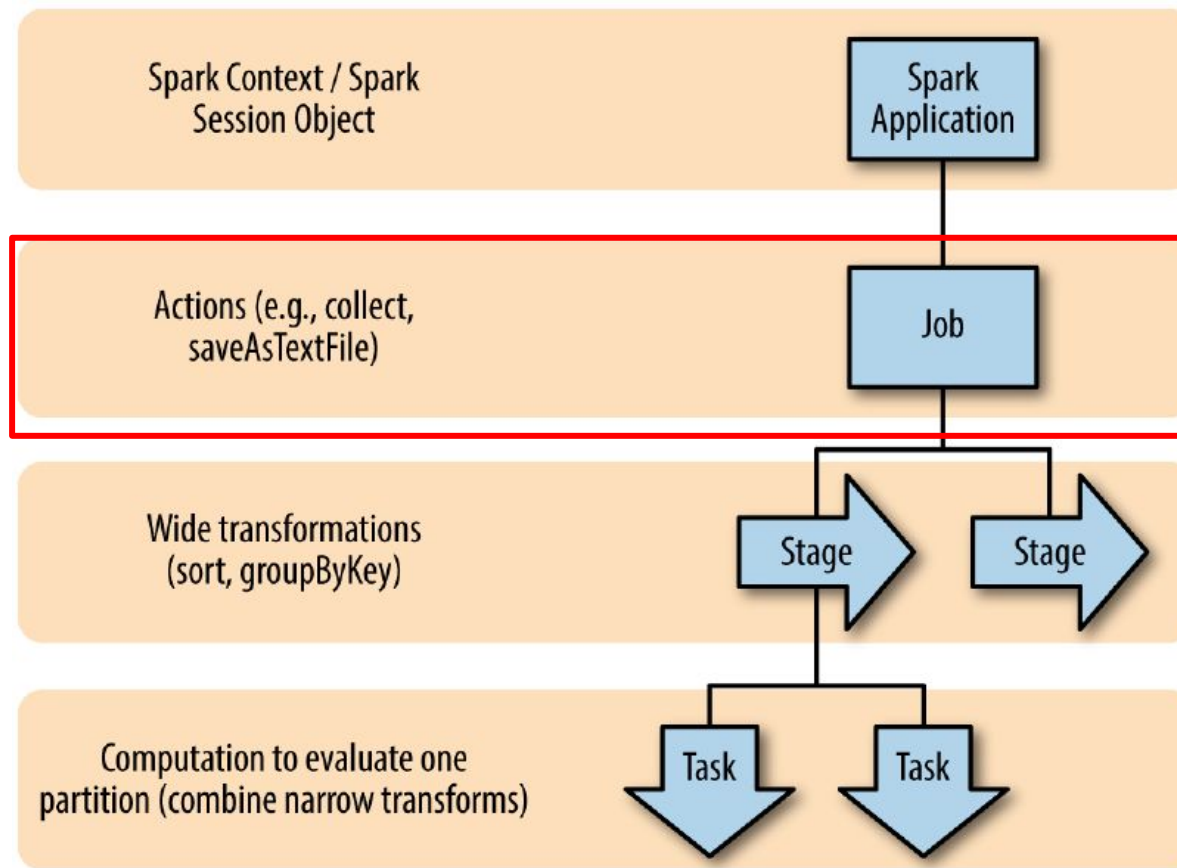 Spark Context / Spark
Session Object
Spark
Application
Actions (e.g., collect,
saveAsTextFile)
Job
Wide transformations
(sort, groupByKey)
Stage
Stage
Computation to evaluate one
partition (combine narrow transforms)
Task
Task